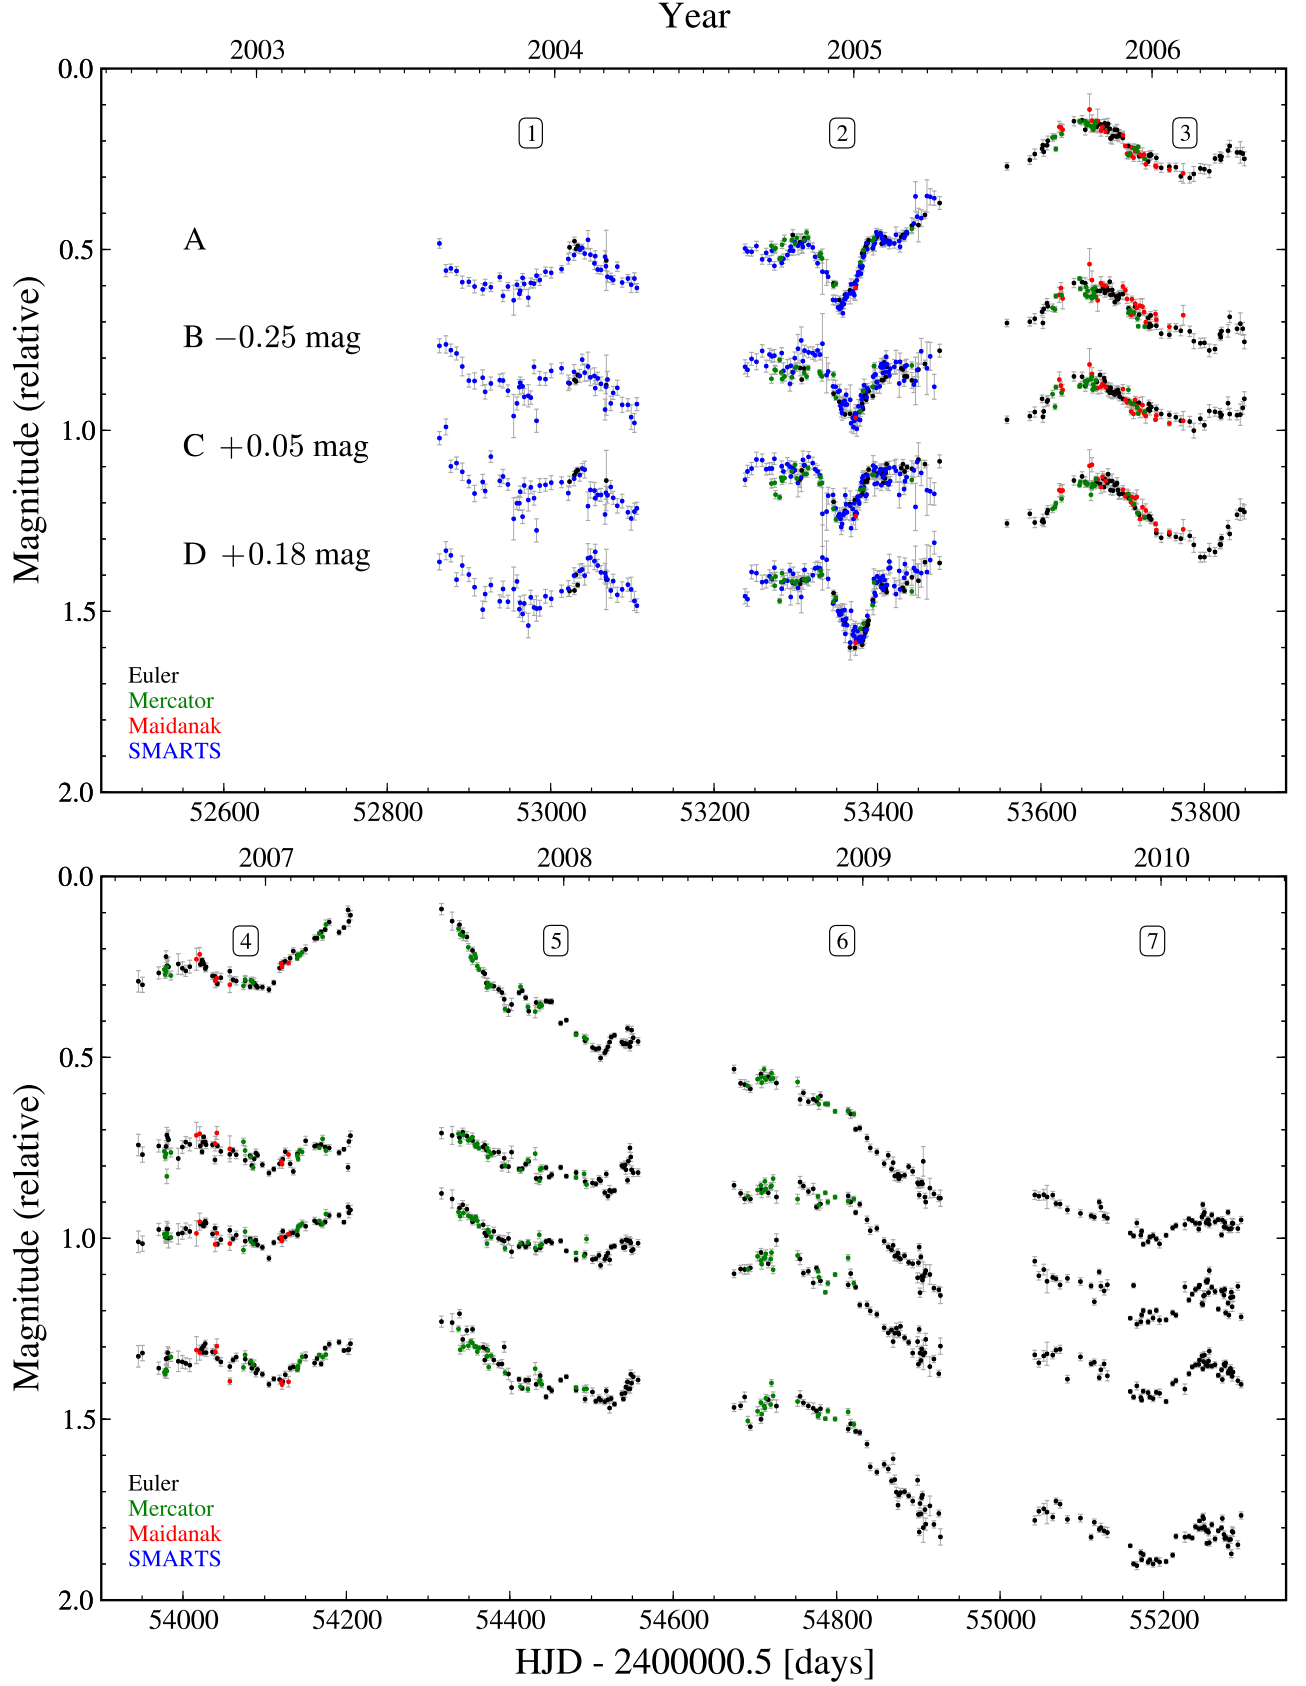 Year
2003 2004 2005 2006
0.0
1 2 3
A
0.5
B −0.25 mag
Magnitude (relative)
1.0
C +0.05 mag
D +0.18 mag
1.5
Euler
Mercator
Maidanak
SMARTS
2.0
52600 52800 53000 53200 53400 53600 53800
2007 2008 2009 2010
0.0
4 5 6 7
0.5
Magnitude (relative)
1.0
1.5
Euler
Mercator
Maidanak
SMARTS
2.0
54000 54200 54400 54600 54800 55000 55200
HJD - 2400000.5 [days]